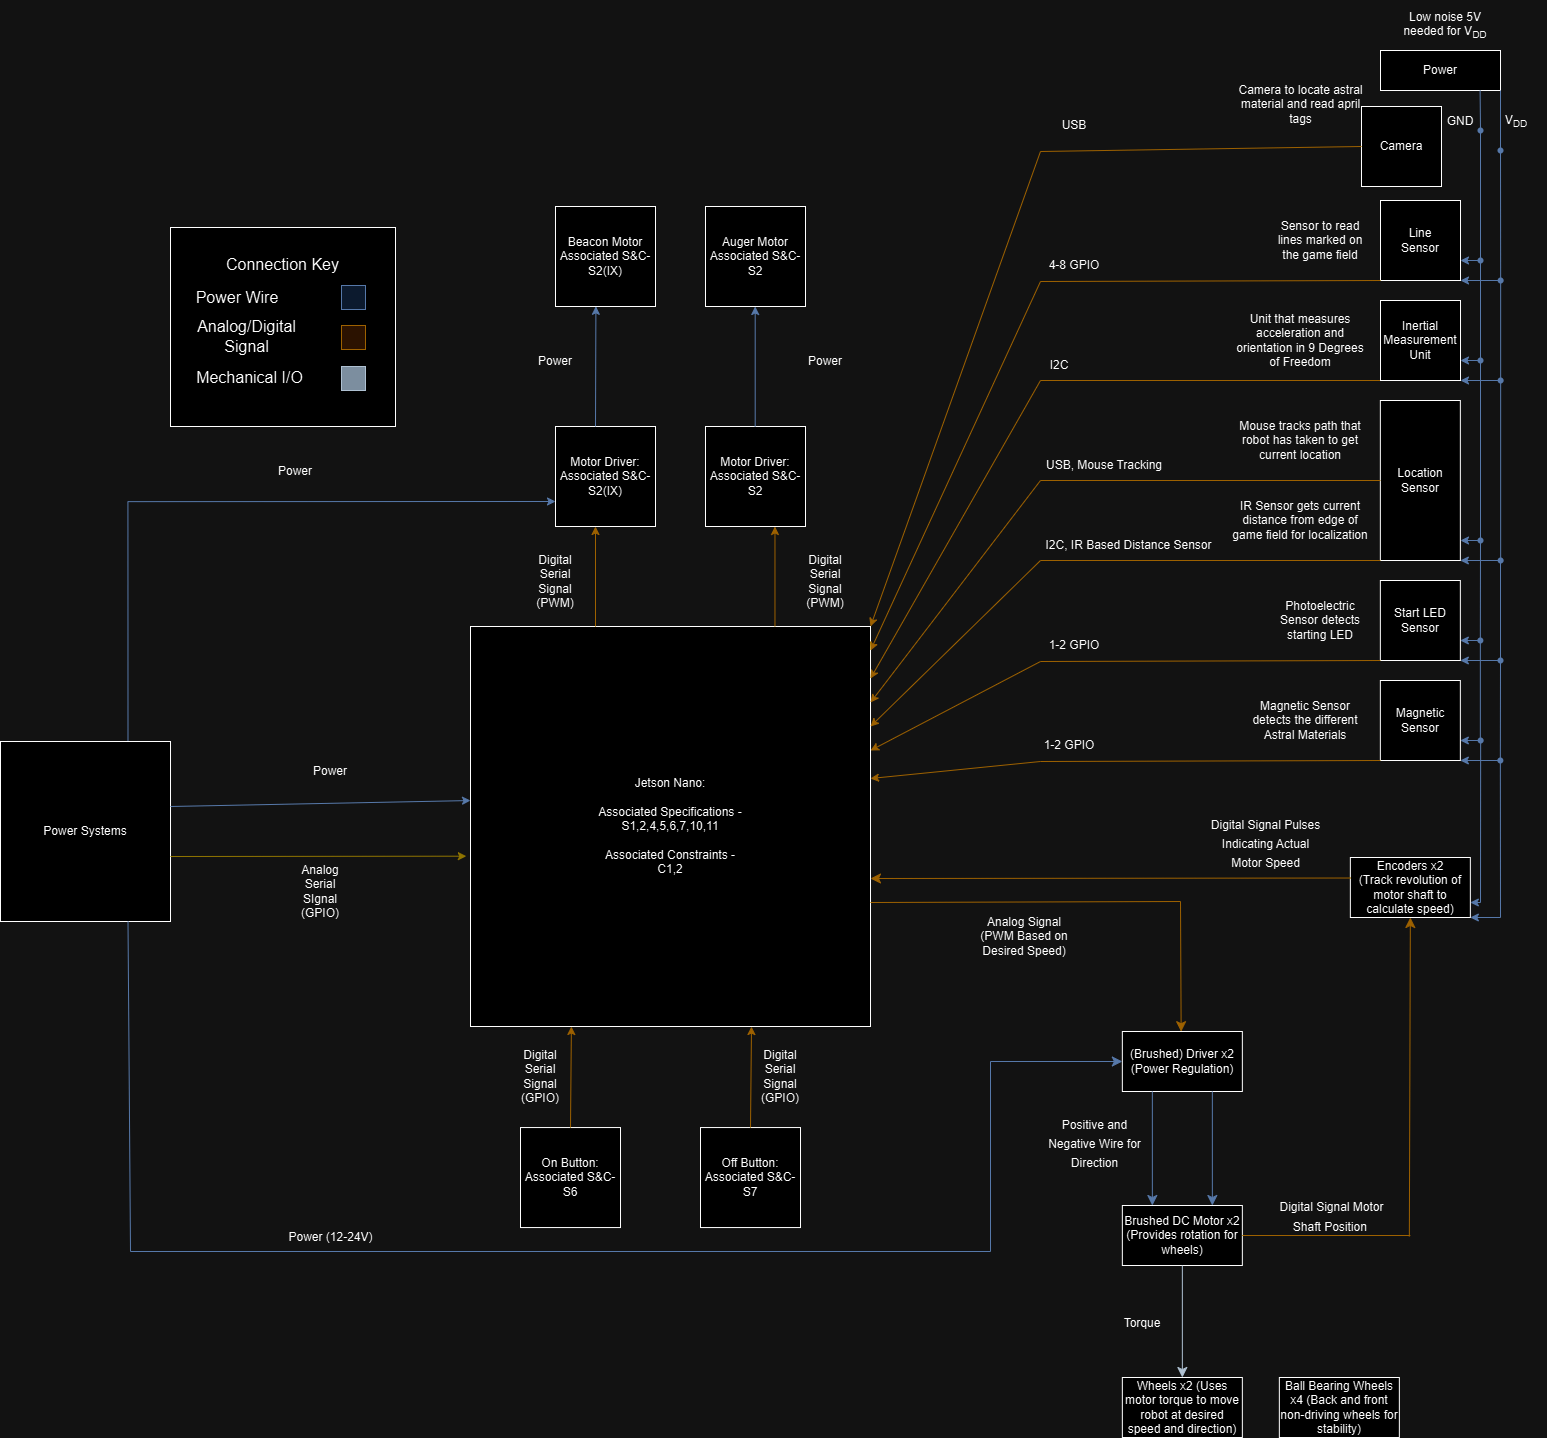 Low noise 5V
needed for VDD
Power
Camera to locate astral
material and read april
tags
GND
VDD
USB
Camera
Beacon Motor
Associated S&C-
S2(IX)
Auger Motor
Associated S&C-
S2
Sensor to read
lines marked on
the game field
Line
Sensor
4-8 GPIO
Connection Key
Power Wire
Analog/Digital
Signal
Mechanical I/O
Unit that measures
acceleration and
orientation in 9 Degrees
of Freedom
Inertial
Measurement
Unit
I2C
Power
Power
Mouse tracks path that
robot has taken to get
current location
Location
Sensor
USB, Mouse Tracking
Power
Motor Driver:
Associated S&C-
S2(IX)
Motor Driver:
Associated S&C-
S2
IR Sensor gets current
distance from edge of
game field for localization
I2C, IR Based Distance Sensor
Digital
Serial
Signal
(PWM)
Digital
Serial
Signal
(PWM)
Photoelectric
Sensor detects
starting LED
Start LED
Sensor
1-2 GPIO
Magnetic Sensor
detects the different
Astral Materials
Magnetic
Sensor
1-2 GPIO
Power
Power Systems
Jetson Nano:
Associated Specifications -
S1,2,4,5,6,7,10,11
Associated Constraints -
C1,2
Analog
Serial
SIgnal
(GPIO)
Digital Signal Pulses
Indicating Actual
Motor Speed
Encoders x2
(Track revolution of
motor shaft to
calculate speed)
Analog Signal
(PWM Based on
Desired Speed)
Digital
Serial
Signal
(GPIO)
Digital
Serial
Signal
(GPIO)
(Brushed) Driver x2
(Power Regulation)
Positive and
Negative Wire for
Direction
On Button:
Associated S&C-
S6
Off Button:
Associated S&C-
S7
Power (12-24V)
Brushed DC Motor x2
(Provides rotation for
wheels)
Digital Signal Motor
Shaft Position
Torque
Wheels x2 (Uses
motor torque to move
robot at desired
speed and direction)
Ball Bearing Wheels
x4 (Back and front
non-driving wheels for
stability)